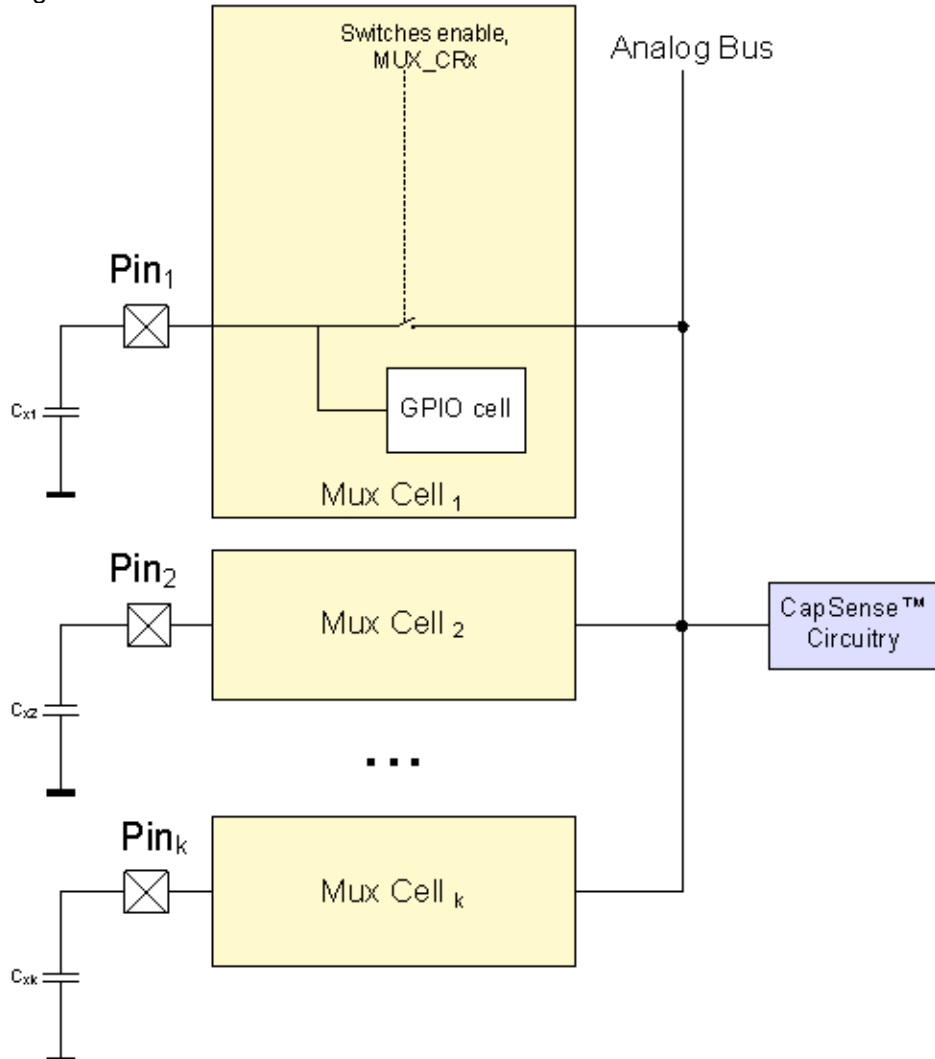 Switches enable,
MUX_CRx
Analog Bus
Pin₁
Cx1
GPIO cell
Mux Cell ₁
Pin₂
Cx2
Mux Cell ₂
CapSense™
Circuitry
...
Pinₖ
Cxk
Mux Cell ₖ